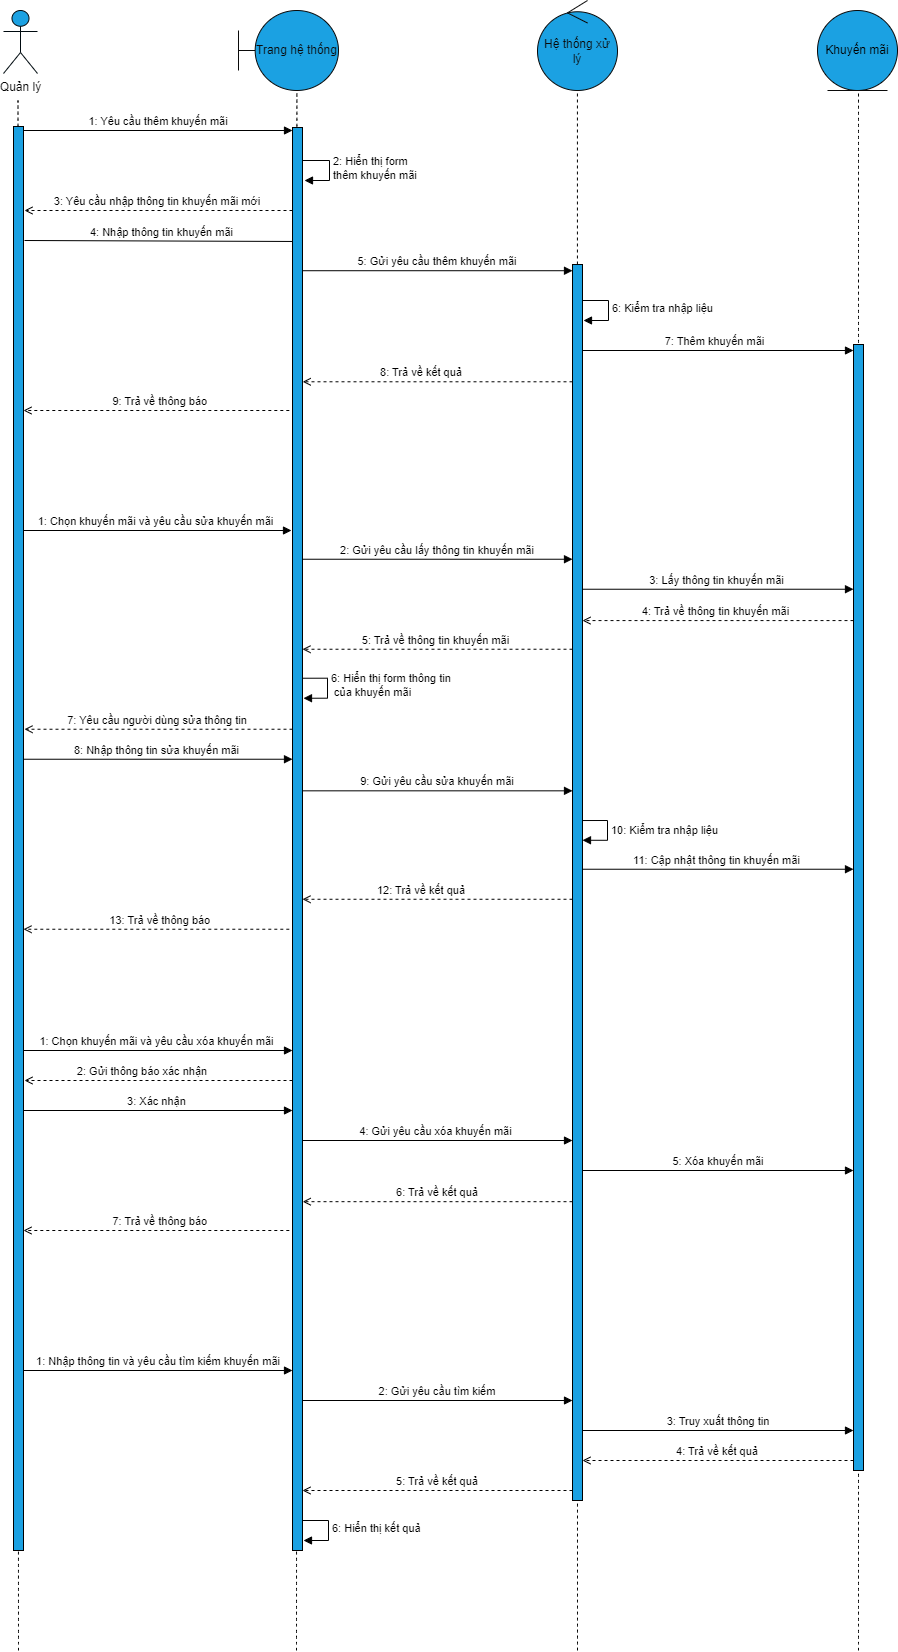 Quản lý
Trang hệ thống
Hệ thống xử
lý
Khuyến mãi
1: Yêu cầu thêm khuyến mãi
2: Hiển thị form
thêm khuyến mãi
3: Yêu cầu nhập thông tin khuyến mãi mới
4: Nhập thông tin khuyến mãi
5: Gửi yêu cầu thêm khuyến mãi
6: Kiểm tra nhập liệu
7: Thêm khuyến mãi
8: Trả về kết quả
9: Trả về thông báo
1: Chọn khuyến mãi và yêu cầu sửa khuyến mãi
2: Gửi yêu cầu lấy thông tin khuyến mãi
3: Lấy thông tin khuyến mãi
4: Trả về thông tin khuyến mãi
5: Trả về thông tin khuyến mãi
6: Hiển thị form thông tin
của khuyến mãi
7: Yêu cầu người dùng sửa thông tin
8: Nhập thông tin sửa khuyến mãi
9: Gửi yêu cầu sửa khuyến mãi
10: Kiểm tra nhập liệu
11: Cập nhật thông tin khuyến mãi
12: Trả về kết quả
13: Trả về thông báo
1: Chọn khuyến mãi và yêu cầu xóa khuyến mãi
2: Gửi thông báo xác nhận
3: Xác nhận
4: Gửi yêu cầu xóa khuyến mãi
5: Xóa khuyến mãi
6: Trả về kết quả
7: Trả về thông báo
1: Nhập thông tin và yêu cầu tìm kiếm khuyến mãi
2: Gửi yêu cầu tìm kiếm
3: Truy xuất thông tin
4: Trả về kết quả
5: Trả về kết quả
6: Hiển thị kết quả